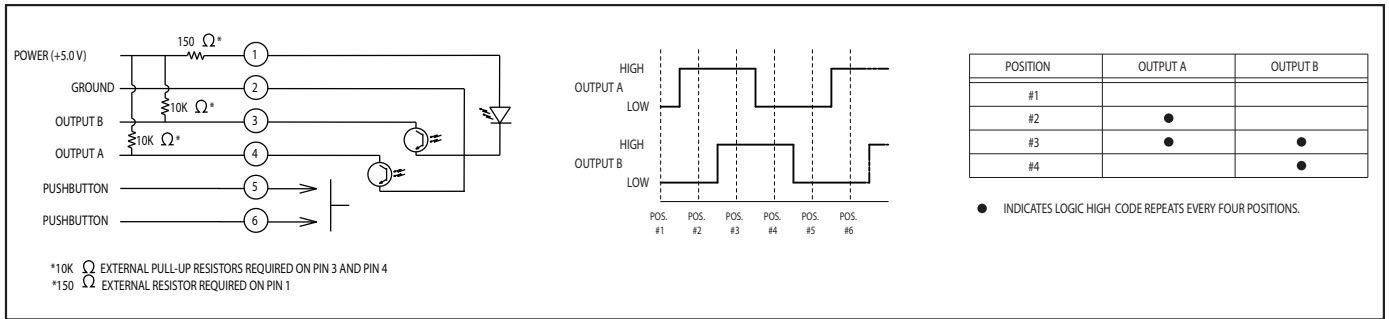 POWER (+5.0 V)
150 Ω*
1
GROUND
2
10K Ω*
OUTPUT B
3
10K Ω*
OUTPUT A
4
PUSHBUTTON
5
PUSHBUTTON
6
*10K Ω EXTERNAL PULL-UP RESISTORS REQUIRED ON PIN 3 AND PIN 4
*150 Ω EXTERNAL RESISTOR REQUIRED ON PIN 1
HIGH
OUTPUT A
LOW
HIGH
OUTPUT B
LOW
POS. POS. POS. POS. POS. POS.
#1 #2 #3 #4 #5 #6
POSITION OUTPUT A OUTPUT B
#1
#2 ●
#3 ● ●
#4 ●
● INDICATES LOGIC HIGH CODE REPEATS EVERY FOUR POSITIONS.